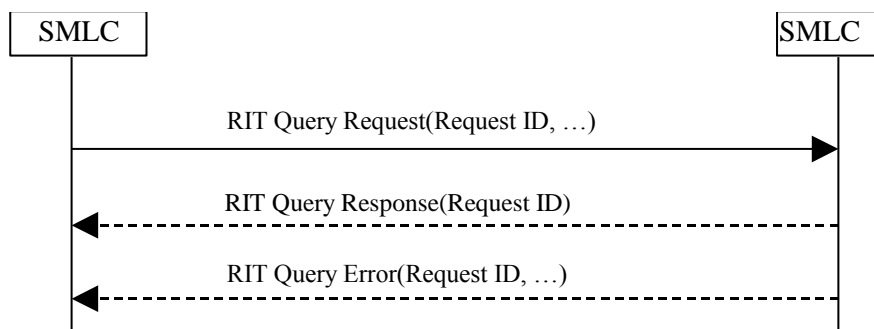 SMLC
SMLC
RIT Query Request(Request ID, …)
RIT Query Response(Request ID)
RIT Query Error(Request ID, …)